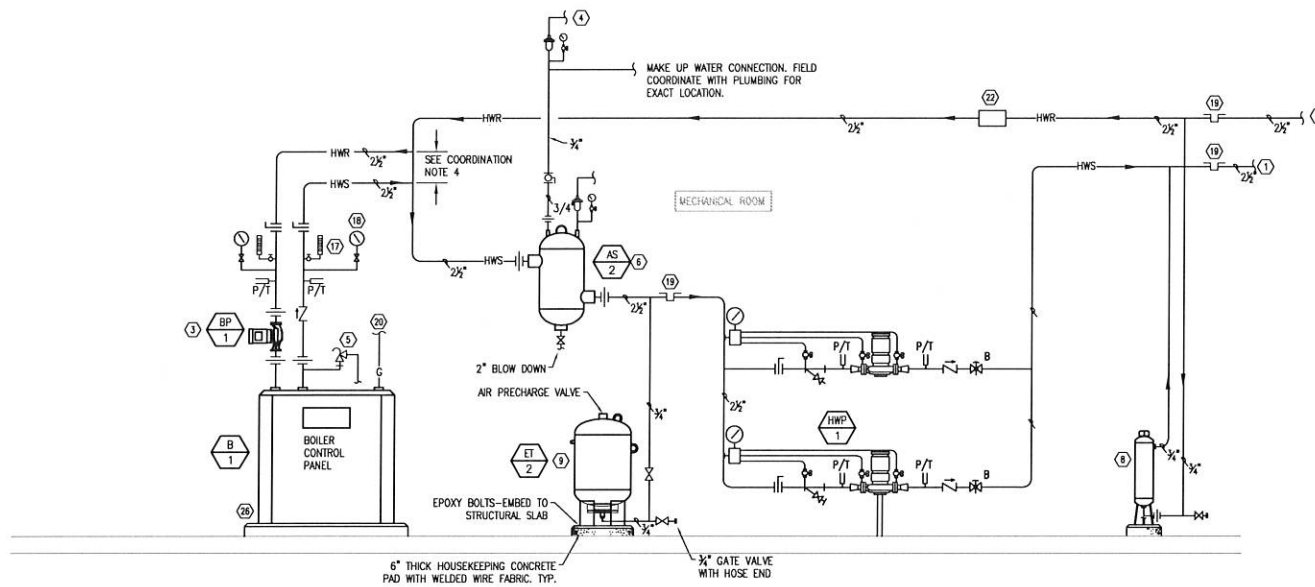 4
MAKE UP WATER CONNECTION. FIELD
COORDINATE WITH PLUMBING FOR
EXACT LOCATION.
HWR
2½"
22
HWR
2½"
19
2½"
HWR
2½"
SEE COORDINATION
NOTE 4
¾"
HWS
19
2½"
1
HWS
2½"
3/4"
MECHANICAL ROOM
18
17
AS
2
6
HWS
2½"
2½"
19
P/T
P/T
3
BP
1
5
20
2" BLOW DOWN
P/T
P/T
B
G
AIR PRECHARGE VALVE
¾"
2½"
BOILER
CONTROL
PANEL
B
1
ET
2
9
HWP
1
8
¾"
¾"
P/T
P/T
B
26
EPOXY BOLTS-EMBED TO
STRUCTURAL SLAB
¾"
6" THICK HOUSEKEEPING CONCRETE
PAD WITH WELDED WIRE FABRIC. TYP.
¾" GATE VALVE
WITH HOSE END